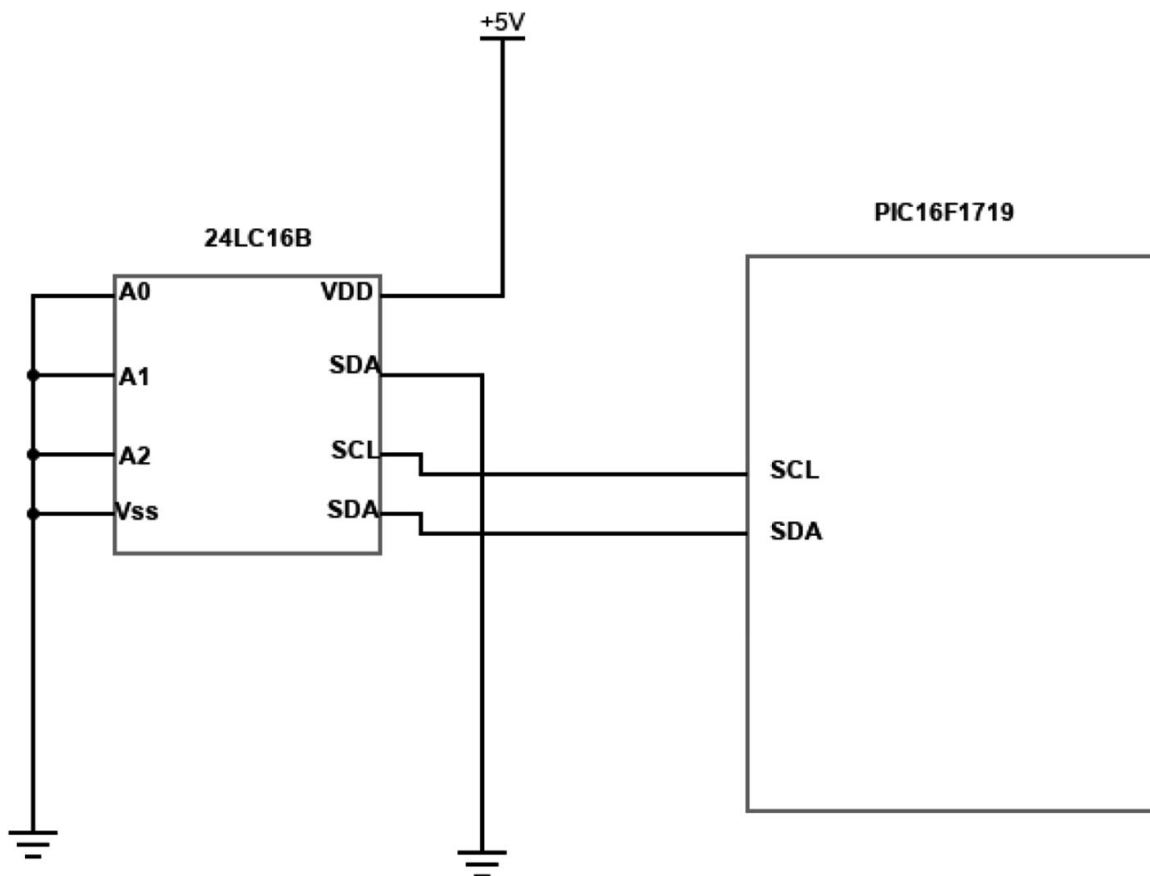 +5V
24LC16B
A0
VDD
A1
SDA
A2
SCL
Vss
SDA
PIC16F1719
SCL
SDA